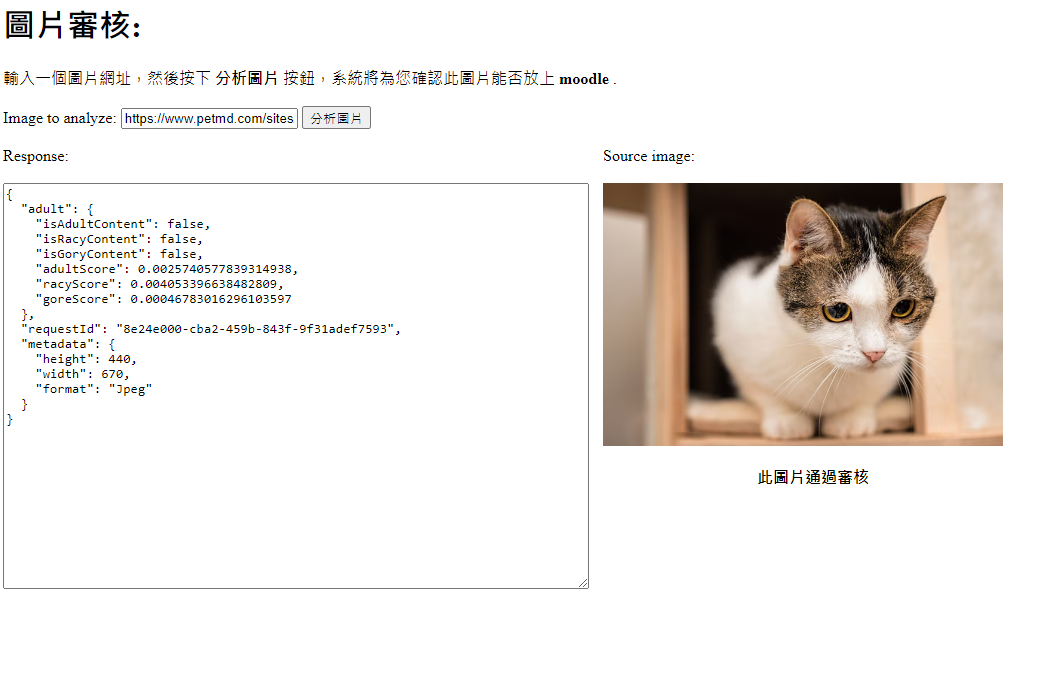 圖片審核:
輸入一個圖片網址，然後按下 分析圖片 按鈕，系統將為您確認此圖片能否放上 moodle .
Image to analyze: https://www.petmd.com/sites 分析圖片
Response:
{
  "adult": {
    "isAdultContent": false,
    "isRacyContent": false,
    "isGoryContent": false,
    "adultScore": 0.0025740577839314938,
    "racyScore": 0.004053396638482809,
    "goreScore": 0.00046783016296103597
  },
  "requestId": "8e24e000-cba2-459b-843f-9f31adef7593",
  "metadata": {
    "height": 440,
    "width": 670,
    "format": "Jpeg"
  }
}
Source image:
此圖片通過審核